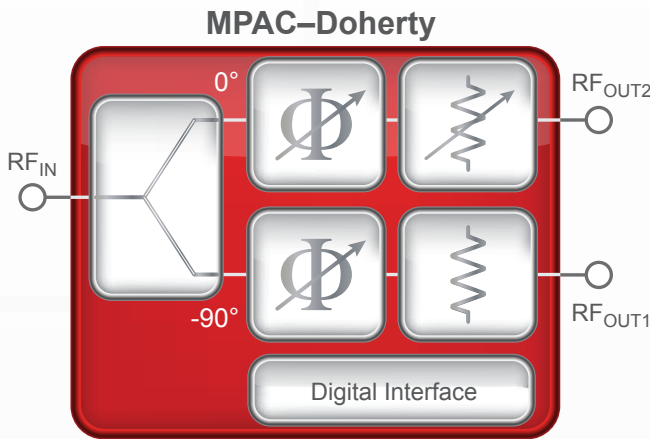 MPAC–Doherty
0°
RF_OUT2
Φ
RF_IN
Φ
-90°
RF_OUT1
Digital Interface